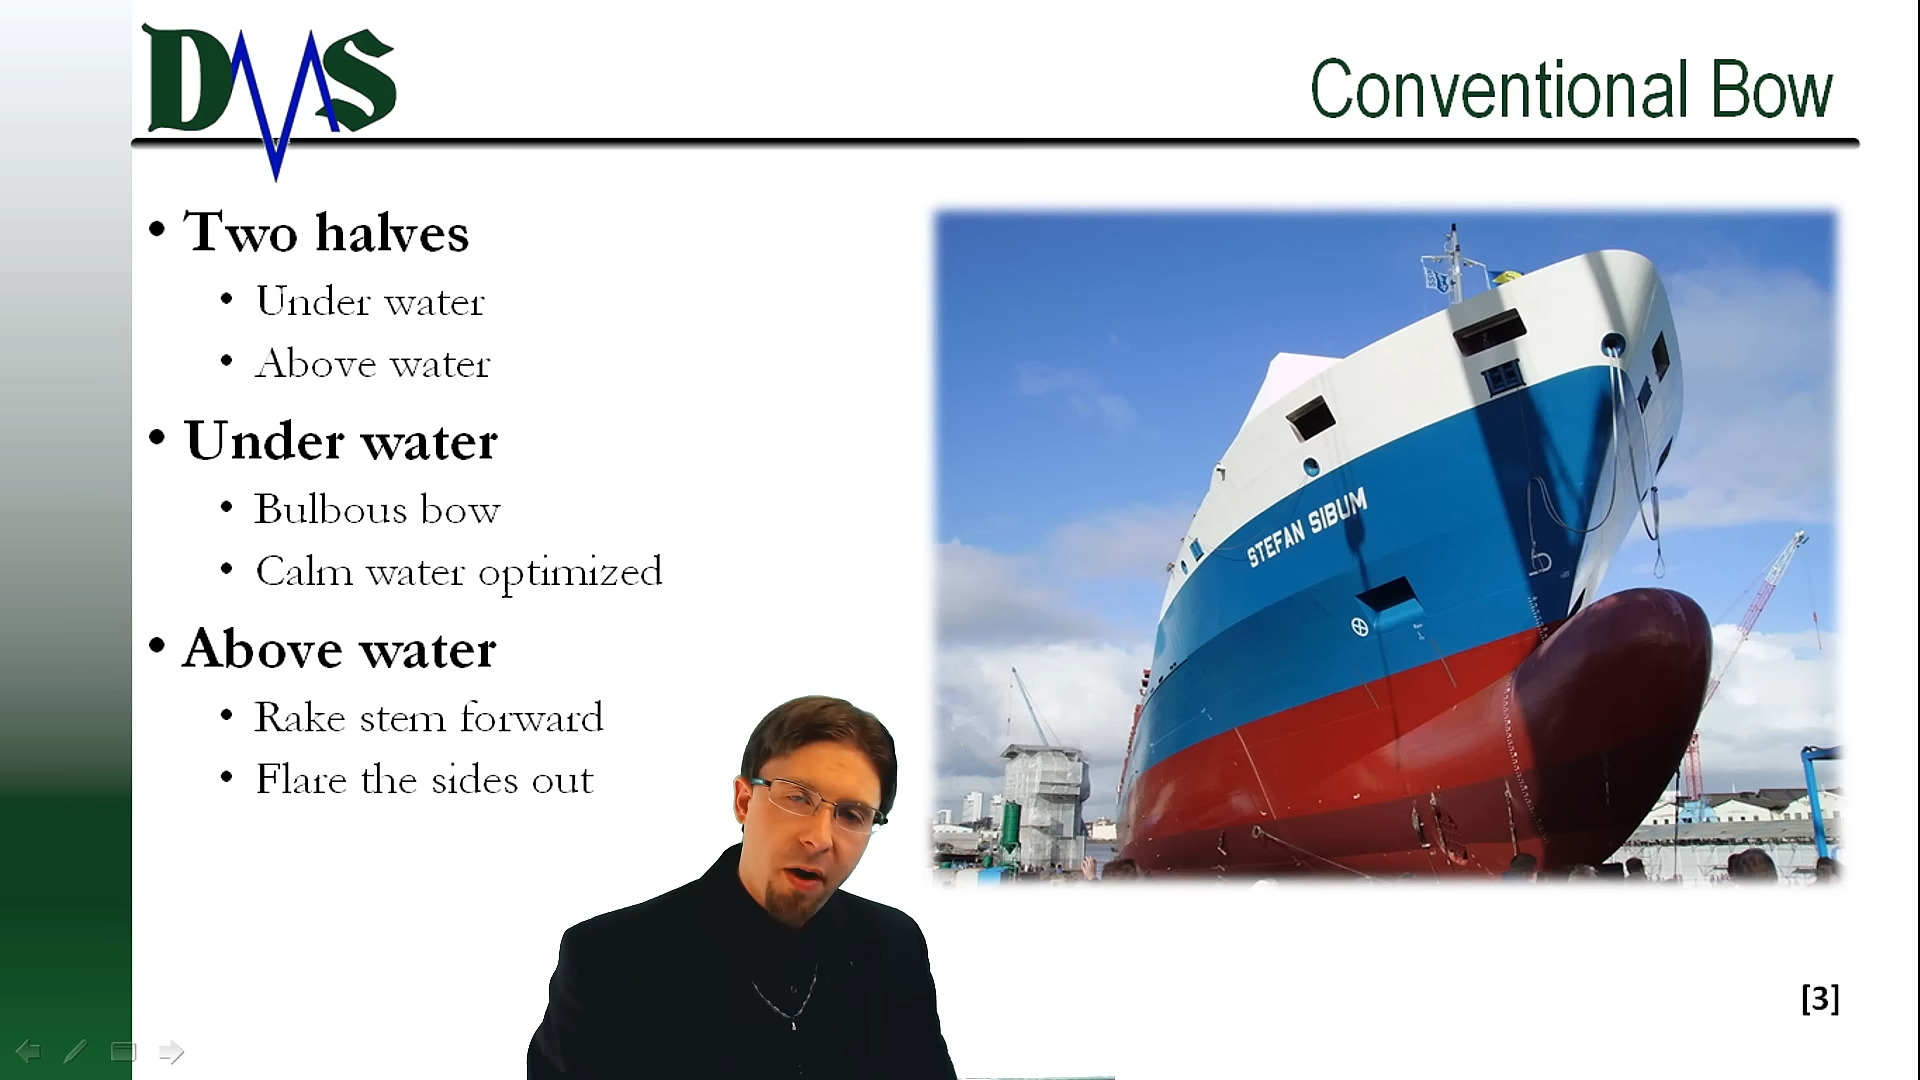 DMS
Conventional Bow
• Two halves
• Under water
• Above water
• Under water
• Bulbous bow
• Calm water optimized
• Above water
• Rake stem forward
• Flare the sides out
STEFAN SIBUM
[3]